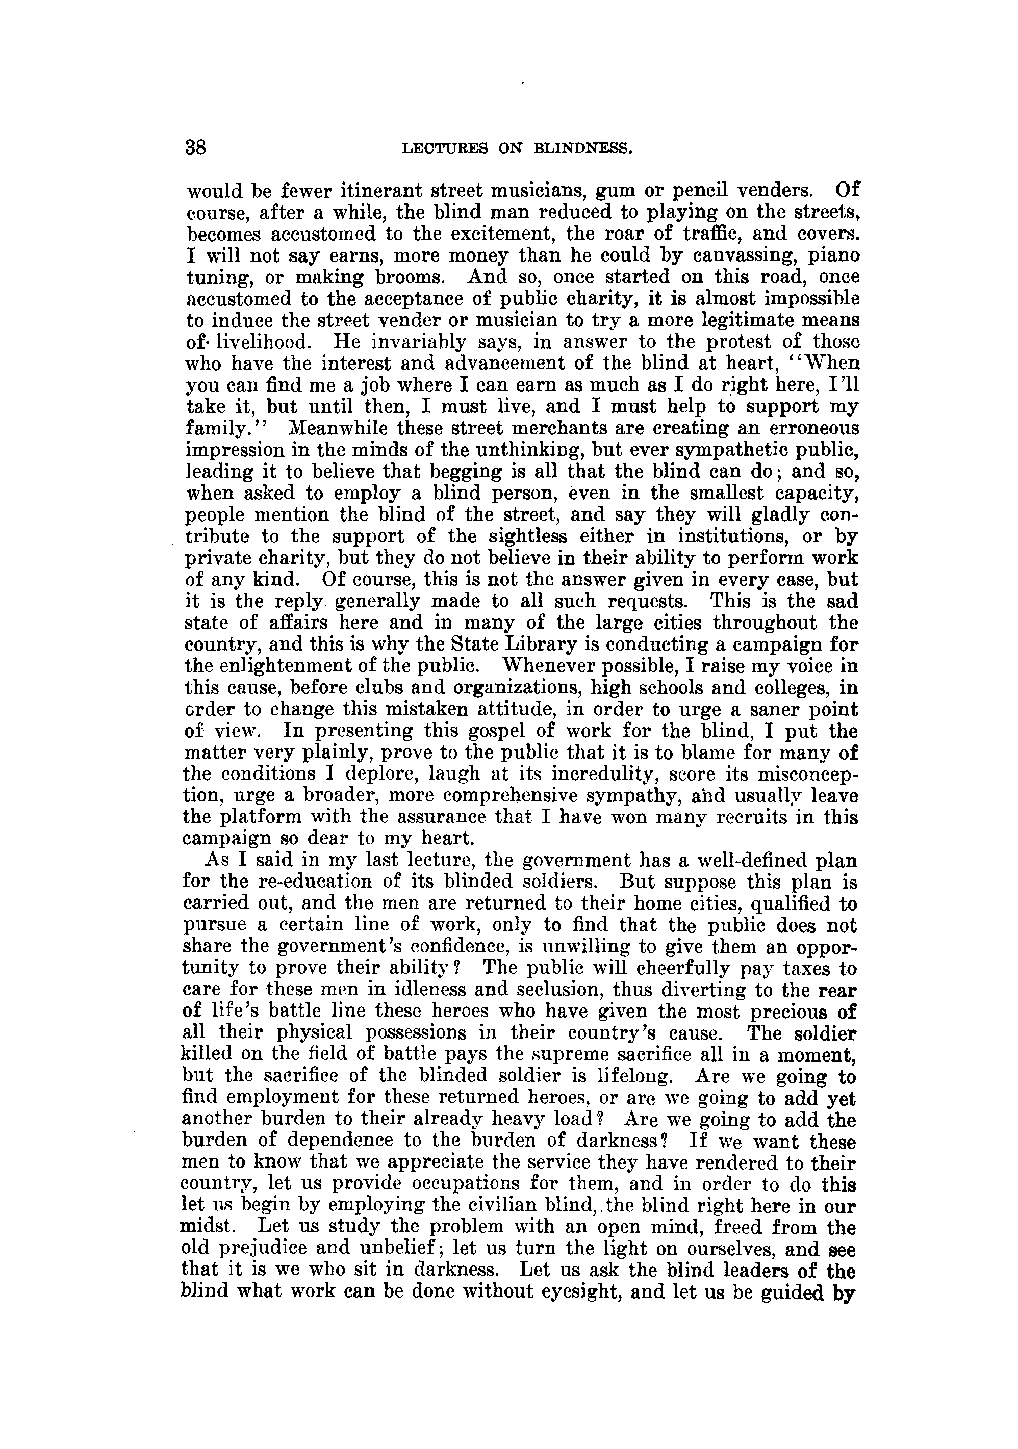 38 LECTURES ON BLINDNESS.
would be fewer itinerant street musicians, gum or pencil venders. Of
course, after a while, the blind man reduced to playing on the streets,
becomes accustomed to the excitement, the roar of traffic, and covers.
I will not say earns, more money than he could by canvassing, piano
tuning, or making brooms. And so, once started on this road, once
accustomed to the acceptance of public charity, it is almost impossible
to induce the street vender or musician to try a more legitimate means
of livelihood. He invariably says, in answer to the protest of those
who have the interest and advancement of the blind at heart, "When
you can find me a job where I can earn as much as I do right here, I'll
take it, but until then, I must live, and I must help to support my
family." Meanwhile these street merchants are creating an erroneous
impression in the minds of the unthinking, but ever sympathetic public,
leading it to believe that begging is all that the blind can do; and so,
when asked to employ a blind person, even in the smallest capacity,
people mention the blind of the street, and say they will gladly con-
tribute to the support of the sightless either in institutions, or by
private charity, but they do not believe in their ability to perform work
of any kind. Of course, this is not the answer given in every case, but
it is the reply generally made to all such requests. This is the sad
state of affairs here and in many of the large cities throughout the
country, and this is why the State Library is conducting a campaign for
the enlightenment of the public. Whenever possible, I raise my voice in
this cause, before clubs and organizations, high schools and colleges, in
order to change this mistaken attitude, in order to urge a saner point
of view. In presenting this gospel of work for the blind, I put the
matter very plainly, prove to the public that it is to blame for many of
the conditions I deplore, laugh at its incredulity, score its misconcep-
tion, urge a broader, more comprehensive sympathy, and usually leave
the platform with the assurance that I have won many recruits in this
campaign so dear to my heart.
As I said in my last lecture, the government has a well-defined plan
for the re-education of its blinded soldiers. But suppose this plan is
carried out, and the men are returned to their home cities, qualified to
pursue a certain line of work, only to find that the public does not
share the government's confidence, is unwilling to give them an oppor-
tunity to prove their ability? The public will cheerfully pay taxes to
care for these men in idleness and seclusion, thus diverting to the rear
of life's battle line these heroes who have given the most precious of
all their physical possessions in their country's cause. The soldier
killed on the field of battle pays the supreme sacrifice all in a moment,
but the sacrifice of the blinded soldier is lifelong. Are we going to
find employment for these returned heroes, or are we going to add yet
another burden to their already heavy load? Are we going to add the
burden of dependence to the burden of darkness? If we want these
men to know that we appreciate the service they have rendered to their
country, let us provide occupations for them, and in order to do this
let us begin by employing the civilian blind, the blind right here in our
midst. Let us study the problem with an open mind, freed from the
old prejudice and unbelief; let us turn the light on ourselves, and see
that it is we who sit in darkness. Let us ask the blind leaders of the
blind what work can be done without eyesight, and let us be guided by